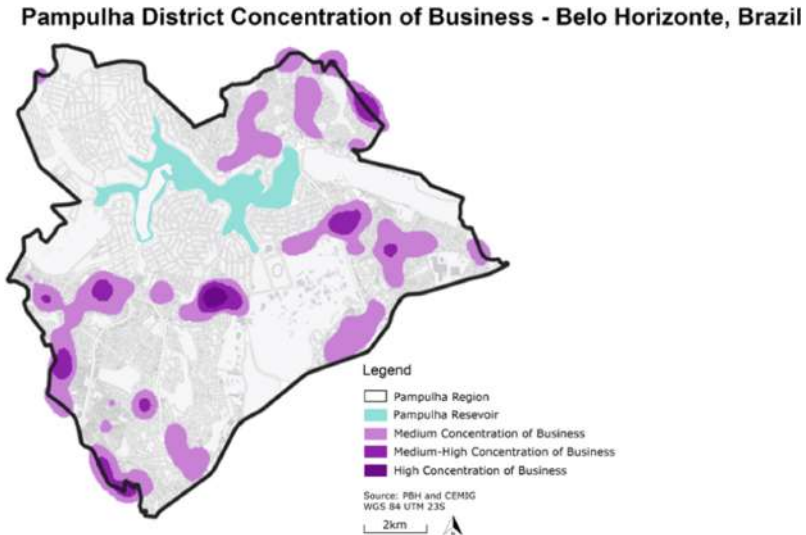 Pampulha District Concentration of Business - Belo Horizonte, Brazil
Legend
Pampulha Region
Pampulha Resevoir
Medium Concentration of Business
Medium-High Concentration of Business
High Concentration of Business
Source: PBH and CEMIG
WGS 84 UTM 23S
2km